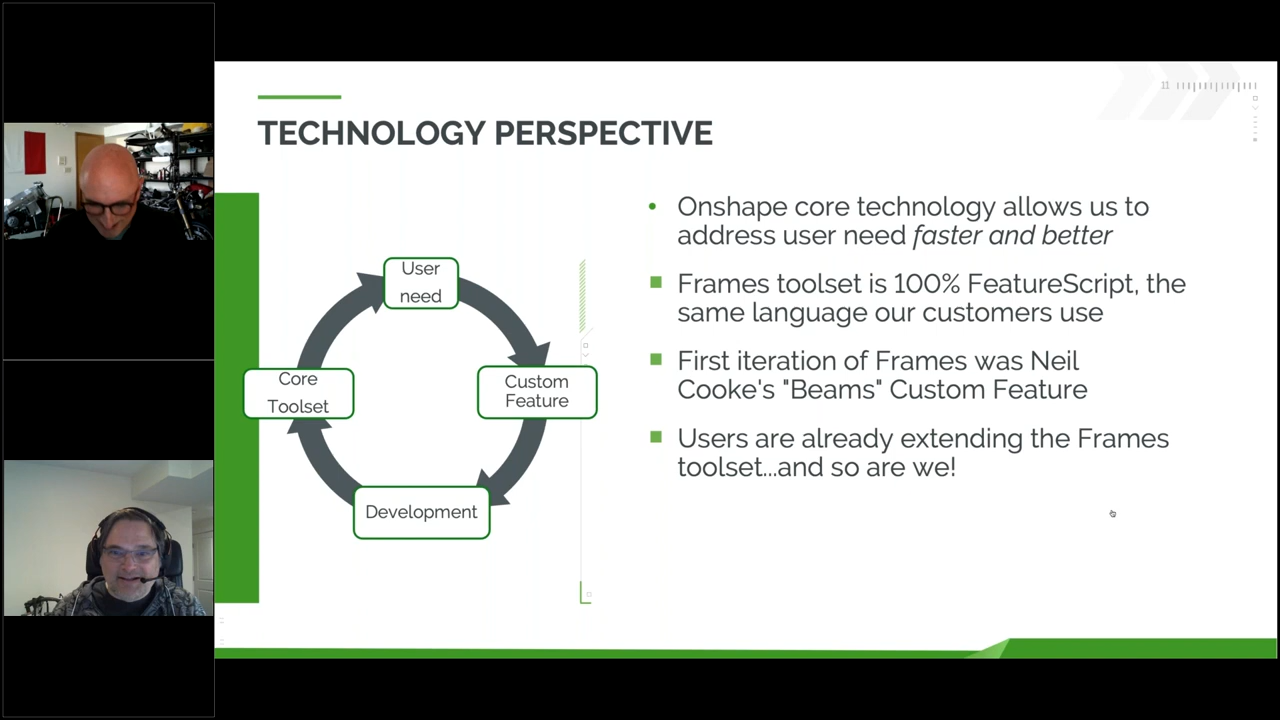 11
TECHNOLOGY PERSPECTIVE
User
need
Custom
Feature
Development
Core
Toolset
Onshape core technology allows us to
address user need faster and better
Frames toolset is 100% FeatureScript, the
same language our customers use
First iteration of Frames was Neil
Cooke's "Beams" Custom Feature
Users are already extending the Frames
toolset...and so are we!